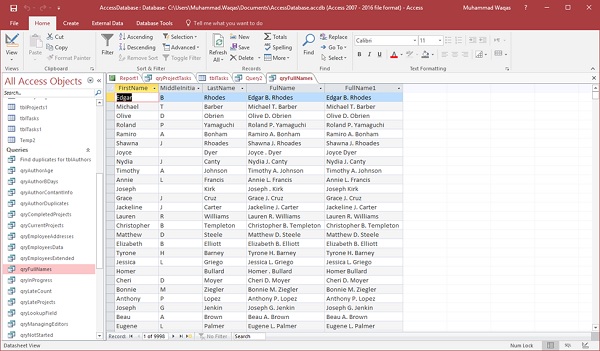 AccessDatabase : Database- C:\Users\Muhammad.Waqas\Documents\AccessDatabase.accdb (Access 2007 - 2016 file format) - Access
Muhammad Waqas
File Home Create External Data Database Tools Tell me what you want to do
View Paste Cut Copy Format Painter
Filter Ascending Descending Remove Sort Selection Advanced Toggle Filter
Refresh All New Save Delete Totals Spelling More
Find Replace Go To Select
B I U
Views Clipboard Sort & Filter Records Find Text Formatting
All Access Objects
Search...
tblProjects1
tblTasks
tblTasks1
Temp2
Queries
Find duplicates for tblAuthors
qryAuthorAge
qryAuthorBDays
qryAuthorContentInfo
qryAuthorDuplicates
qryCompletedProjects
qryCurrentProjects
qryEmployeeAddresses
qryEmployeesData
qryEmployeesExtended
qryFullNames
qryInProgress
qryLateCount
qryLateProjects
qryLookupField
qryManagingEditors
qryNotStarted
Report1 qryProjectTasks tblTasks Query2 qryFullNames
FirstName MiddleInitia LastName FulName FullName1
Edgar B Rhodes Edgar B. Rhodes Edgar B. Rhodes
Michael T Barber Michael T. Barber Michael T. Barber
Olive D Obrien Olive D. Obrien Olive D. Obrien
Roland P Yamaguchi Roland P. Yamaguchi Roland P. Yamaguchi
Ramiro A Bonham Ramiro A. Bonham Ramiro A. Bonham
Shawna J Rhoades Shawna J. Rhoades Shawna J. Rhoades
Joyce Dyer Joyce . Dyer Joyce Dyer
Nydia J Canty Nydia J. Canty Nydia J. Canty
Timothy A Johnson Timothy A. Johnson Timothy A. Johnson
Annie L Francis Annie L. Francis Annie L. Francis
Joseph Kirk Joseph . Kirk Joseph Kirk
Grace J Cruz Grace J. Cruz Grace J. Cruz
Jackeline J Carter Jackeline J. Carter Jackeline J. Carter
Lauren R Williams Lauren R. Williams Lauren R. Williams
Christopher B Templeton Christopher B. Templeton Christopher B. Templeton
Matthew D Steele Matthew D. Steele Matthew D. Steele
Elizabeth B Elliott Elizabeth B. Elliott Elizabeth B. Elliott
Tyrone H Barney Tyrone H. Barney Tyrone H. Barney
Jessica L Griego Jessica L. Griego Jessica L. Griego
Homer Bullard Homer . Bullard Homer Bullard
Cheri D Moyer Cheri D. Moyer Cheri D. Moyer
Bonnie M Ziegler Bonnie M. Ziegler Bonnie M. Ziegler
Anthony P Lopez Anthony P. Lopez Anthony P. Lopez
Joseph G Jenkin Joseph G. Jenkin Joseph G. Jenkin
Beau A Brown Beau A. Brown Beau A. Brown
Eugene L Palmer Eugene L. Palmer Eugene L. Palmer
Record: 1 of 9998 No Filter Search
Datasheet View
Num Lock